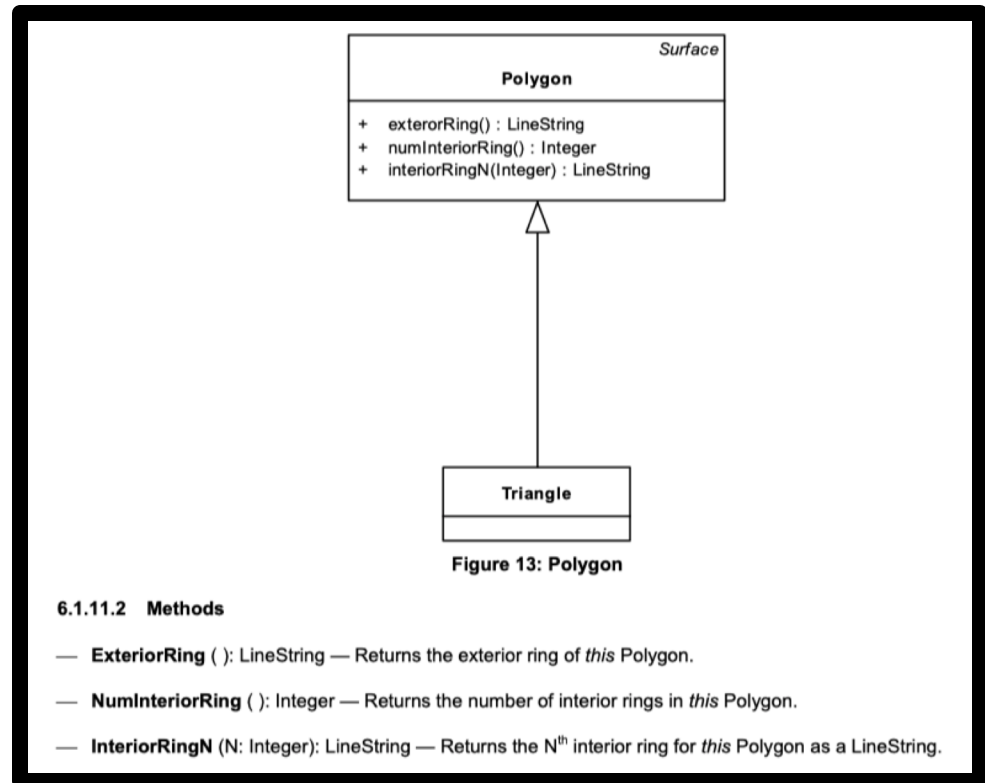 Surface
Polygon
+ exterorRing() : LineString
+ numInteriorRing() : Integer
+ interiorRingN(Integer) : LineString
Triangle
Figure 13: Polygon
6.1.11.2 Methods
— ExteriorRing ( ): LineString — Returns the exterior ring of this Polygon.
— NumInteriorRing ( ): Integer — Returns the number of interior rings in this Polygon.
— InteriorRingN (N: Integer): LineString — Returns the Nth interior ring for this Polygon as a LineString.